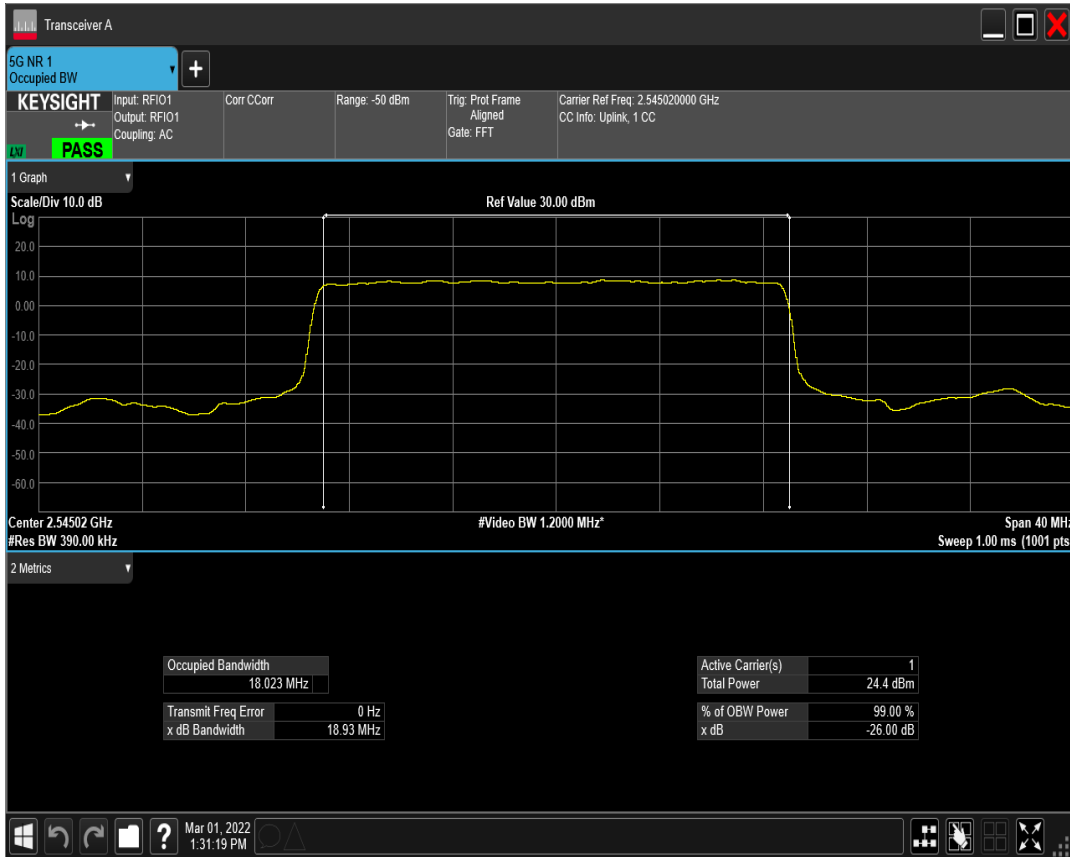 Transceiver A
5G NR 1
Occupied BW
KEYSIGHT
LXI
PASS
Input: RFIO1
Output: RFIO1
Coupling: AC
Corr CCorr
Range: -50 dBm
Trig: Prot Frame
Aligned
Gate: FFT
Carrier Ref Freq: 2.545020000 GHz
CC Info: Uplink, 1 CC
1 Graph
Scale/Div 10.0 dB
Ref Value 30.00 dBm
Log
20.0
10.0
0.00
-10.0
-20.0
-30.0
-40.0
-50.0
-60.0
Center 2.54502 GHz
#Video BW 1.2000 MHz*
Span 40 MHz
#Res BW 390.00 kHz
Sweep 1.00 ms (1001 pts
2 Metrics
Occupied Bandwidth
18.023 MHz
Transmit Freq Error 0 Hz
x dB Bandwidth 18.93 MHz
Active Carrier(s) 1
Total Power 24.4 dBm
% of OBW Power 99.00 %
x dB -26.00 dB
Mar 01, 2022
1:31:19 PM